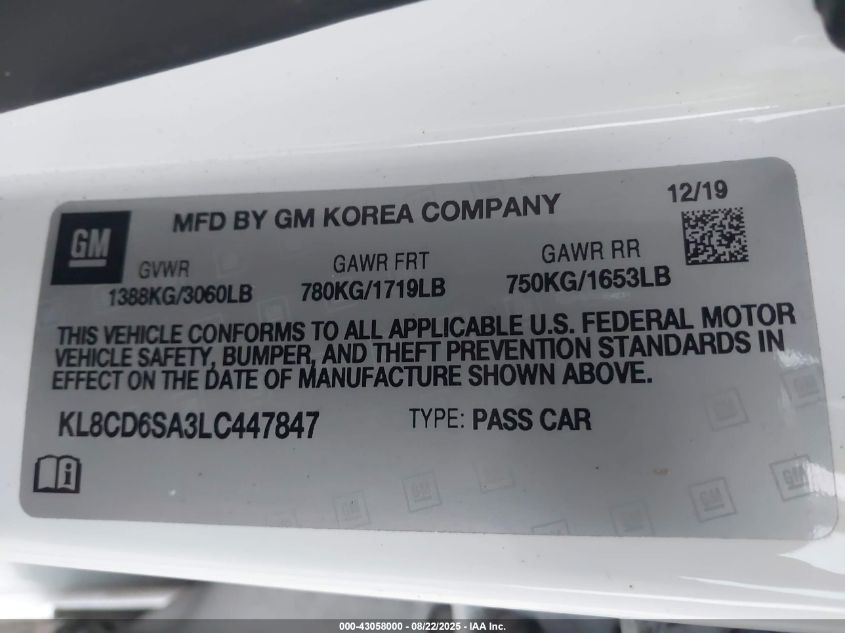 12/19
MFD BY GM KOREA COMPANY
GM
GVWR GAWR FRT GAWR RR
1388KG/3060LB 780KG/1719LB 750KG/1653LB
THIS VEHICLE CONFORMS TO ALL APPLICABLE U.S. FEDERAL MOTOR
VEHICLE SAFETY, BUMPER, AND THEFT PREVENTION STANDARDS IN
EFFECT ON THE DATE OF MANUFACTURE SHOWN ABOVE.
KL8CD6SA3LC447847 TYPE: PASS CAR
000-43058000 - 08/22/2025 - IAA Inc.